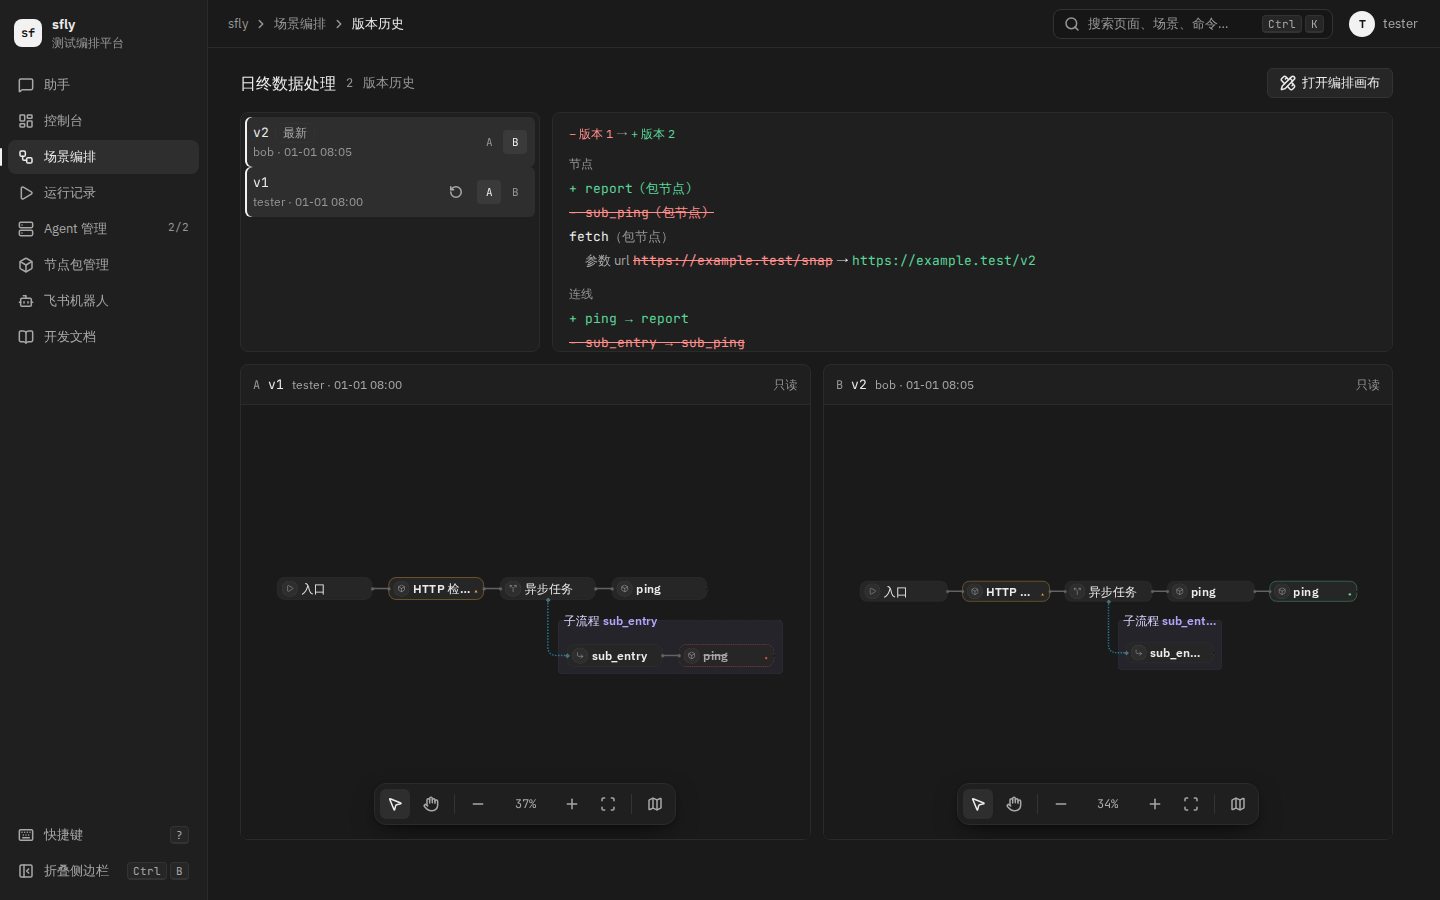 sf
sfly
测试编排平台
助手
控制台
场景编排
运行记录
Agent 管理 2/2
节点包管理
飞书机器人
开发文档
快捷键 ?
折叠侧边栏 Ctrl B
sfly > 场景编排 > 版本历史
搜索页面、场景、命令... Ctrl K
T tester
日终数据处理 2 版本历史
打开编排画布
v2 最新
bob · 01-01 08:05
A B
v1
tester · 01-01 08:00
A B
− 版本 1 → + 版本 2
节点
+ report（包节点）
- sub_ping（包节点）
fetch（包节点）
参数 url https://example.test/snap → https://example.test/v2
连线
+ ping → report
- sub_entry → sub_ping
A v1 tester · 01-01 08:00 只读
入口
HTTP 检...
异步任务
ping
子流程 sub_entry
sub_entry
ping
37%
B v2 bob · 01-01 08:05 只读
入口
HTTP ...
异步任务
ping
ping
子流程 sub_ent...
sub_en...
34%